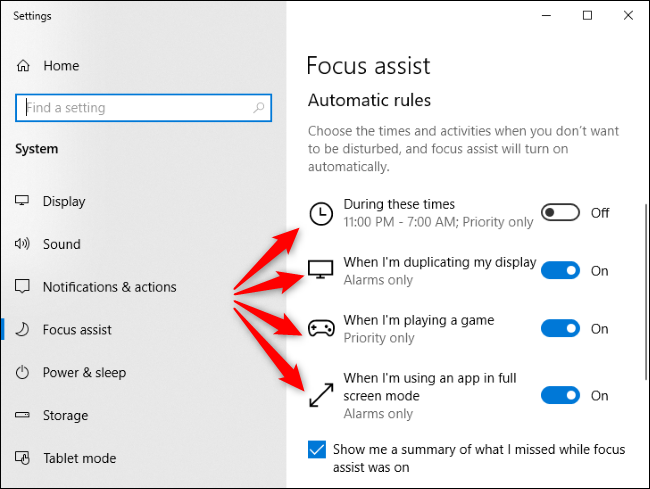 Settings
Home
Find a setting
System
Display
Sound
Notifications & actions
Focus assist
Power & sleep
Storage
Tablet mode
Focus assist
Automatic rules
Choose the times and activities when you don't want
to be disturbed, and focus assist will turn on
automatically.
During these times
11:00 PM - 7:00 AM; Priority only
Off
When I'm duplicating my display
Alarms only
On
When I'm playing a game
Priority only
On
When I'm using an app in full
screen mode
Alarms only
On
Show me a summary of what I missed while focus
assist was on